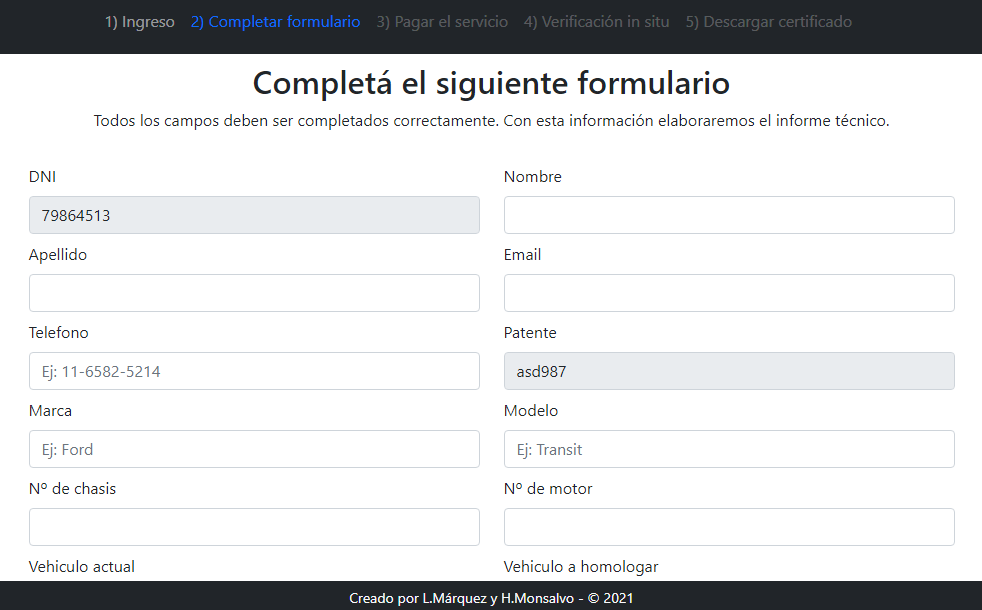 1) Ingreso 2) Completar formulario 3) Pagar el servicio 4) Verificación in situ 5) Descargar certificado
Completá el siguiente formulario
Todos los campos deben ser completados correctamente. Con esta información elaboraremos el informe técnico.
DNI Nombre
79864513
Apellido Email
Telefono Patente
Ej: 11-6582-5214 asd987
Marca Modelo
Ej: Ford Ej: Transit
Nº de chasis Nº de motor
Vehiculo actual Vehiculo a homologar
Creado por L.Márquez y H.Monsalvo - © 2021